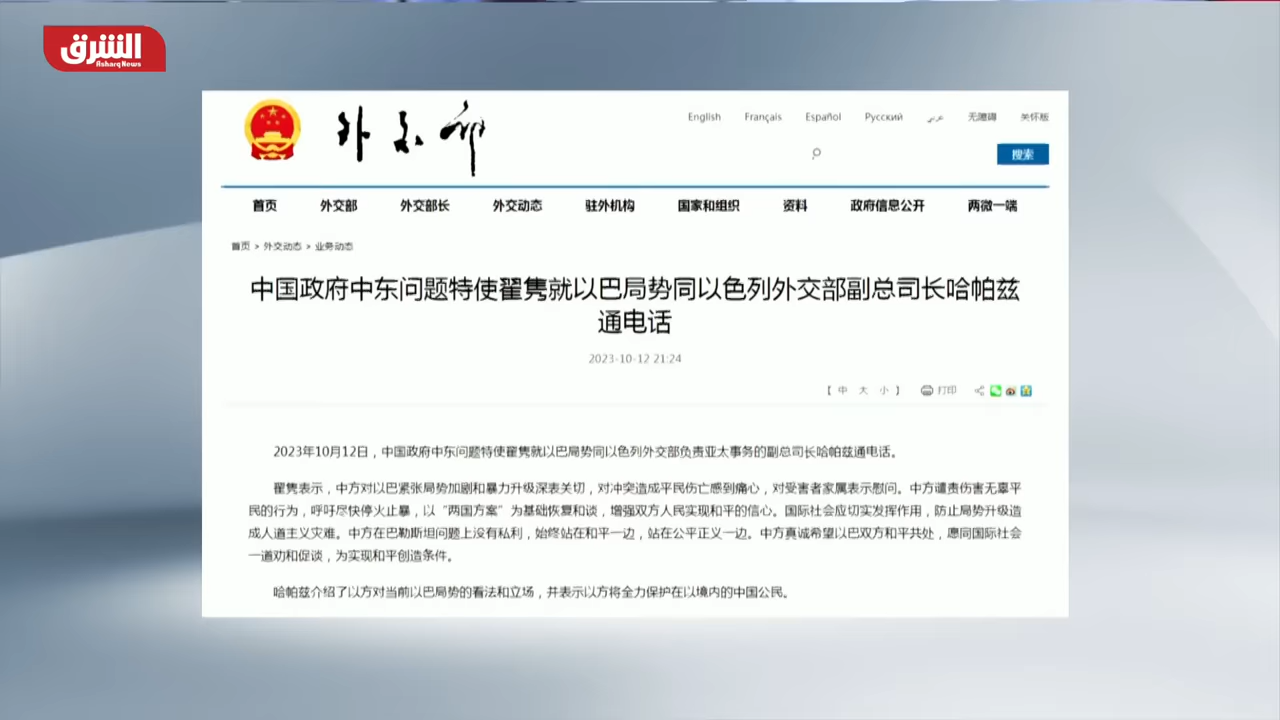 الشرق
Asharq News
外交部
English Français Español Русский عربي 无障碍 关怀版
搜索
首页 外交部 外交部长 外交动态 驻外机构 国家和组织 资料 政府信息公开 两微一端
首页 > 外交动态 > 业务动态
中国政府中东问题特使翟隽就以巴局势同以色列外交部副总司长哈帕兹
通电话
2023-10-12 21:24
【 中 大 小 】 打印
2023年10月12日，中国政府中东问题特使翟隽就以巴局势同以色列外交部负责亚太事务的副总司长哈帕兹通电话。
翟隽表示，中方对以巴紧张局势加剧和暴力升级深表关切，对冲突造成平民伤亡感到痛心，对受害者家属表示慰问。中方谴责伤害无辜平
民的行为，呼吁尽快停火止暴，以“两国方案”为基础恢复和谈，增强双方人民实现和平的信心。国际社会应切实发挥作用，防止局势升级造
成人道主义灾难。中方在巴勒斯坦问题上没有私利，始终站在和平一边，站在公平正义一边。中方真诚希望以巴双方和平共处，愿同国际社会
一道劝和促谈，为实现和平创造条件。
哈帕兹介绍了以方对当前以巴局势的看法和立场，并表示以方将全力保护在以境内的中国公民。